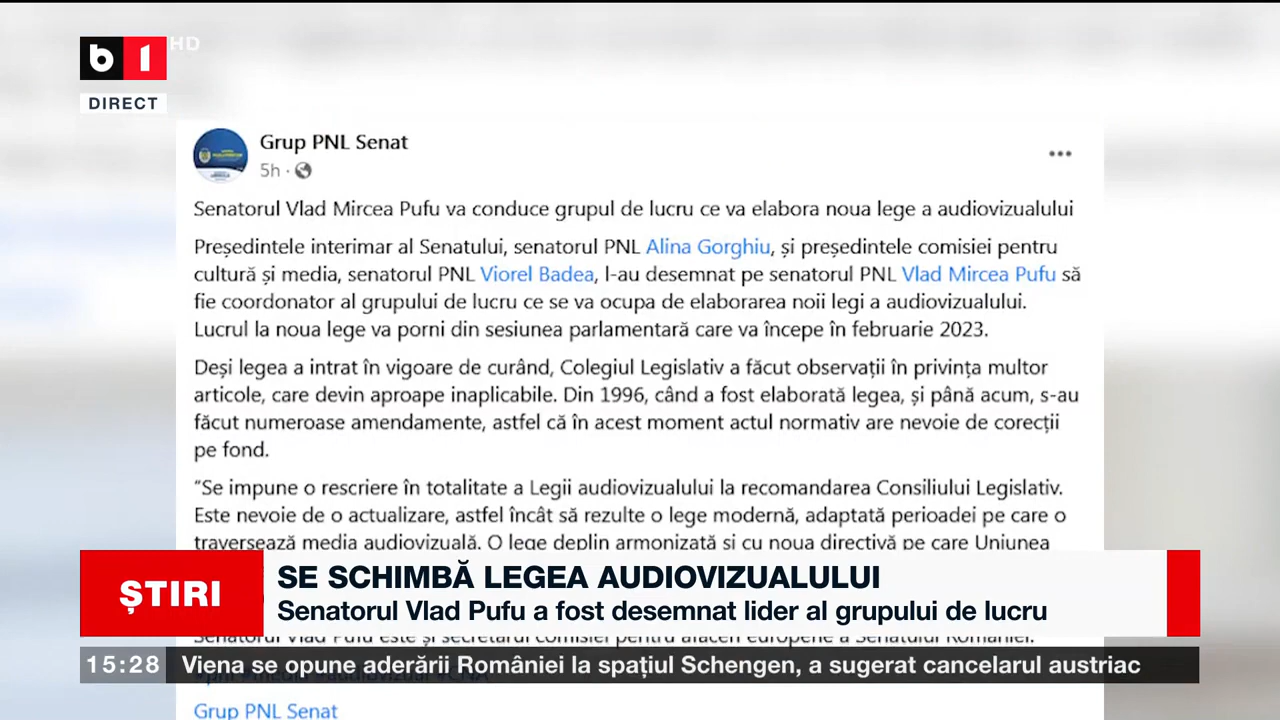 b1 HD
DIRECT
Grup PNL Senat
5h ·
Senatorul Vlad Mircea Pufu va conduce grupul de lucru ce va elabora noua lege a audiovizualului
Președintele interimar al Senatului, senatorul PNL Alina Gorghiu, și președintele comisiei pentru
cultură și media, senatorul PNL Viorel Badea, l-au desemnat pe senatorul PNL Vlad Mircea Pufu să
fie coordonator al grupului de lucru ce se va ocupa de elaborarea noii legi a audiovizualului.
Lucrul la noua lege va porni din sesiunea parlamentară care va începe în februarie 2023.
Deși legea a intrat în vigoare de curând, Colegiul Legislativ a făcut observații în privința multor
articole, care devin aproape inaplicabile. Din 1996, când a fost elaborată legea, și până acum, s-au
făcut numeroase amendamente, astfel că în acest moment actul normativ are nevoie de corecții
pe fond.
"Se impune o rescriere în totalitate a Legii audiovizualului la recomandarea Consiliului Legislativ.
Este nevoie de o actualizare, astfel încât să rezulte o lege modernă, adaptată perioadei pe care o
traversează media audiovizuală. O lege deplin armonizată și cu noua directivă pe care Uniunea
ȘTIRI
SE SCHIMBĂ LEGEA AUDIOVIZUALULUI
Senatorul Vlad Pufu a fost desemnat lider al grupului de lucru
Senatorul Vlad Pufu este și secretarul comisiei pentru afaceri europene a Senatului României.
15:28 Viena se opune aderării României la spațiul Schengen, a sugerat cancelarul austriac
Grup PNL Senat